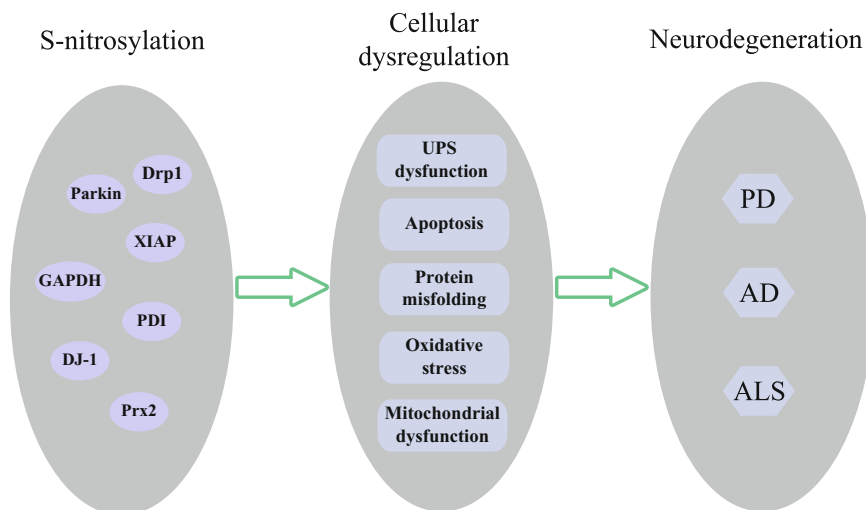 S-nitrosylation
Drp1
Parkin
XIAP
GAPDH
PDI
DJ-1
Prx2
Cellular
dysregulation
UPS
dysfunction
Apoptosis
Protein
misfolding
Oxidative
stress
Mitochondrial
dysfunction
Neurodegeneration
PD
AD
ALS